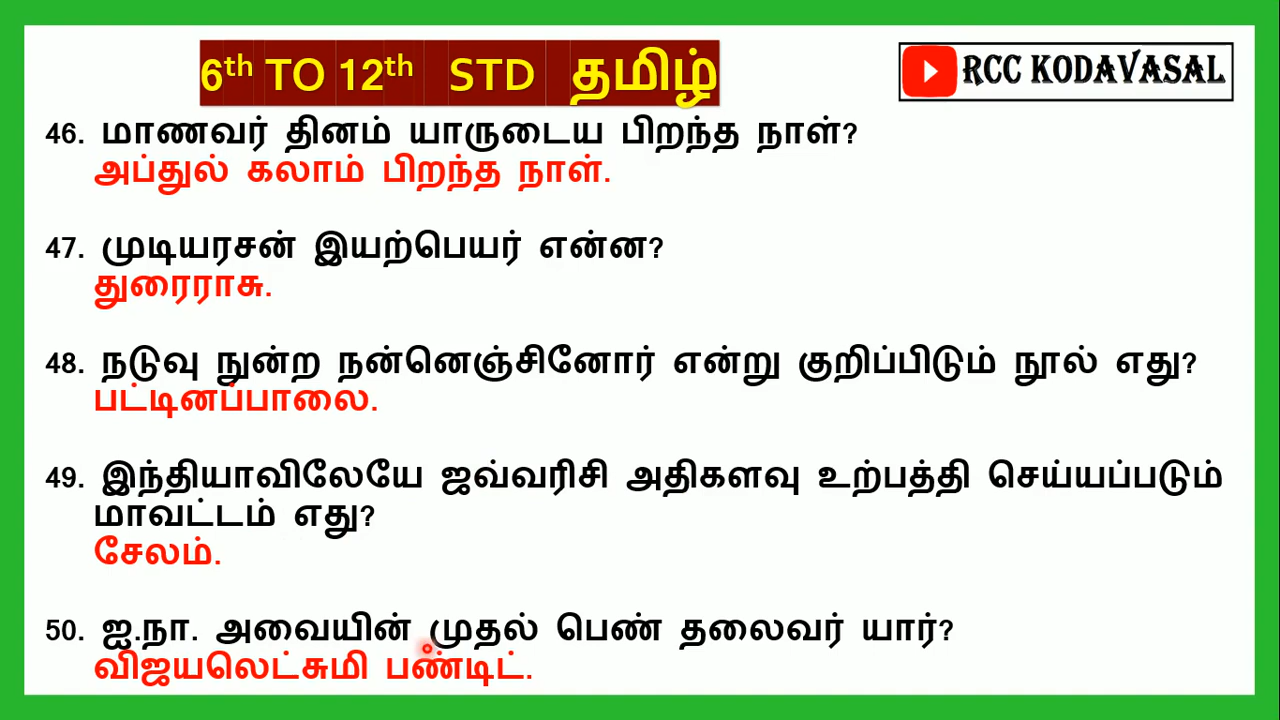 6th TO 12th STD தமிழ்
RCC KODAVASAL
46. மாணவர் தினம் யாருடைய பிறந்த நாள்?
அப்துல் கலாம் பிறந்த நாள்.
47. முடியரசன் இயற்பெயர் என்ன?
துரைராசு.
48. நடுவு நுன்ற நன்னெஞ்சினோர் என்று குறிப்பிடும் நூல் எது?
பட்டினப்பாலை.
49. இந்தியாவிலேயே ஜவ்வரிசி அதிகளவு உற்பத்தி செய்யப்படும்
மாவட்டம் எது?
சேலம்.
50. ஐ.நா. அவையின் முதல் பெண் தலைவர் யார்?
விஜயலெட்சுமி பண்டிட்.